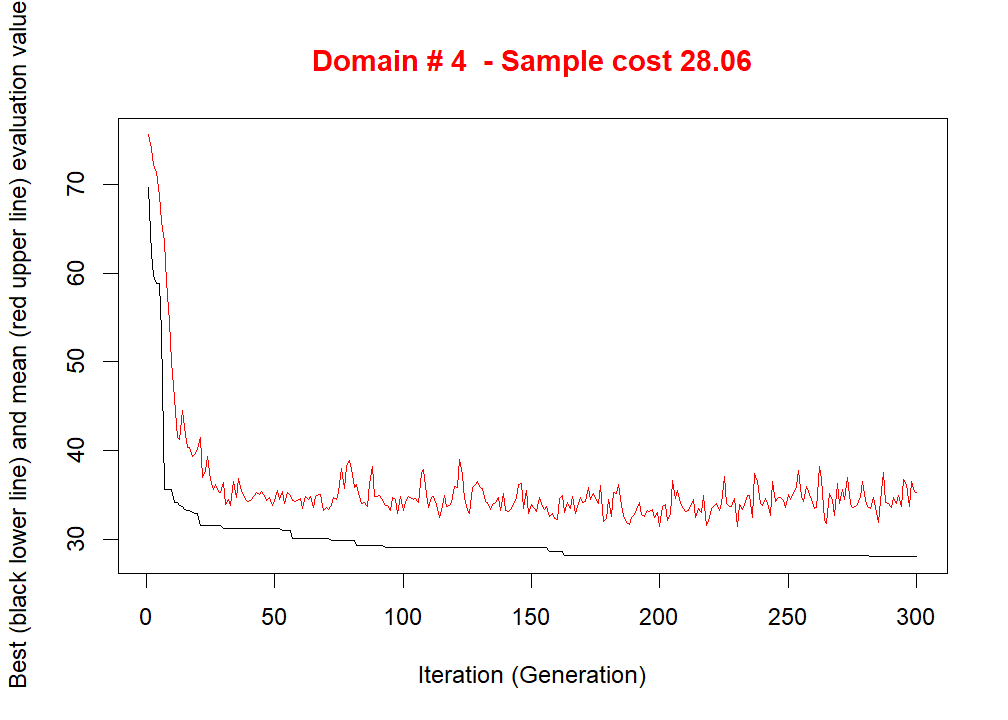 Domain # 4  - Sample cost 28.06
Best (black lower line) and mean (red upper line) evaluation value
70
60
50
40
30
0 50 100 150 200 250 300
Iteration (Generation)